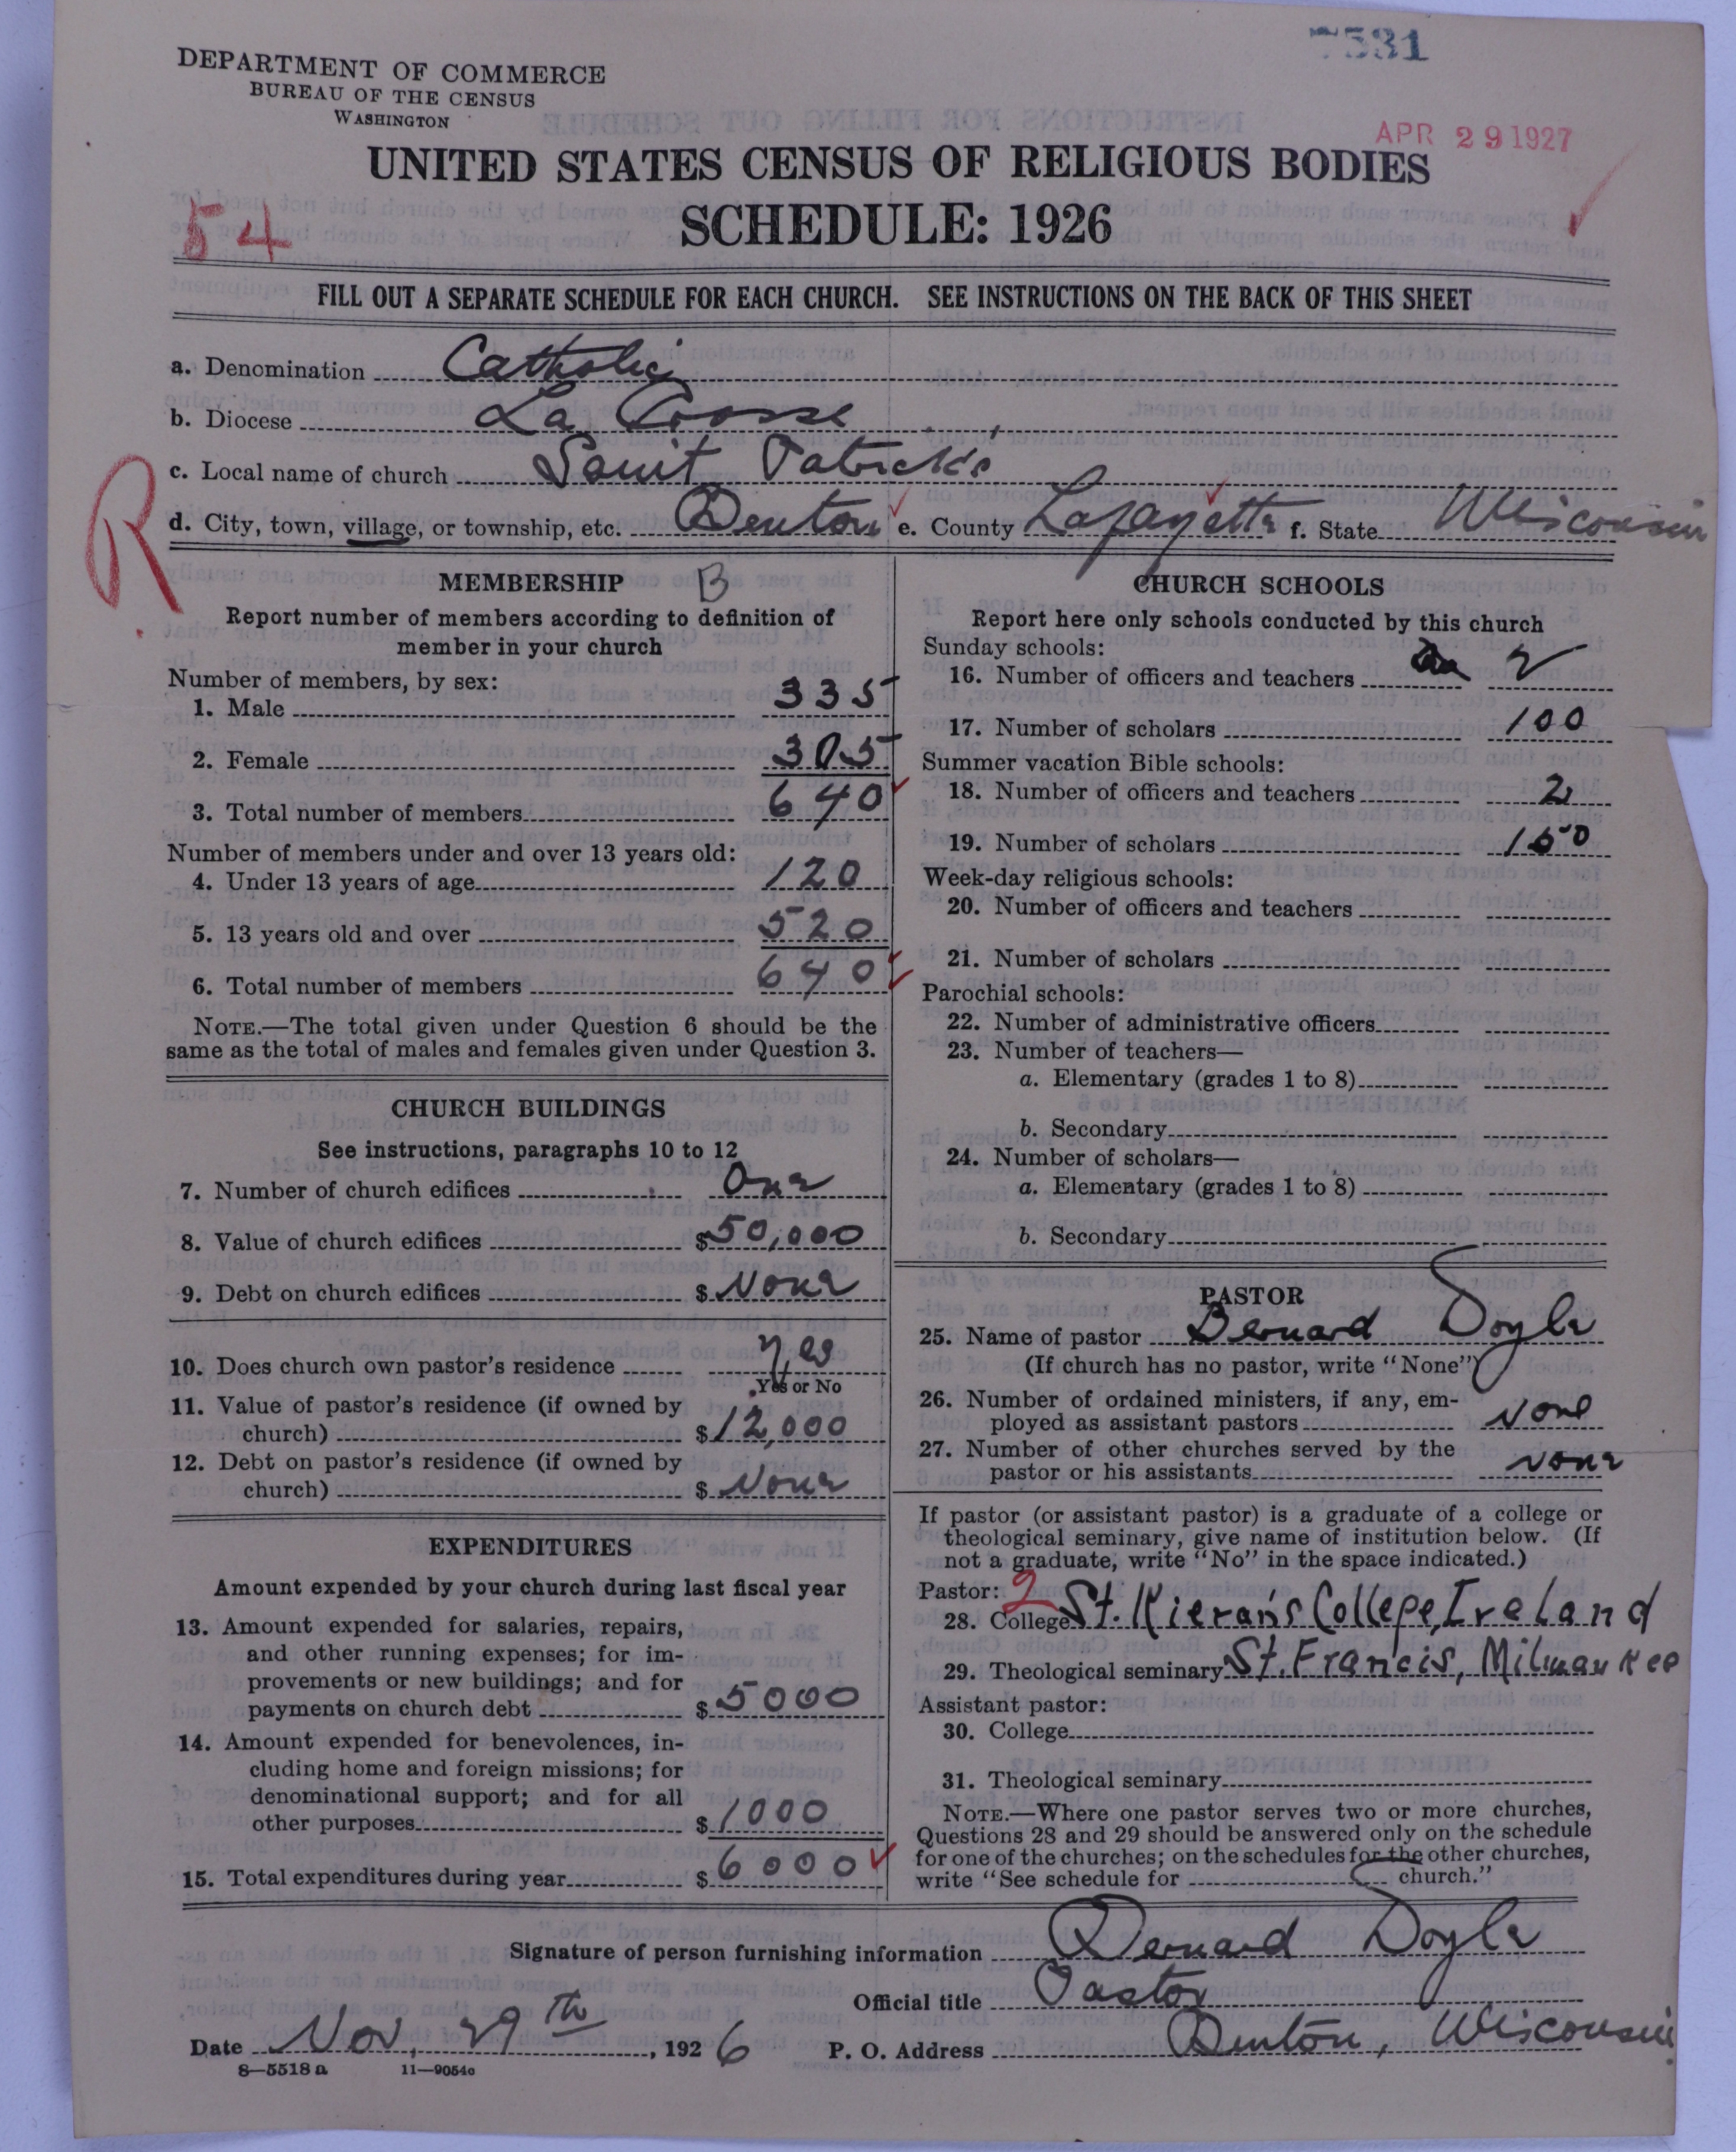 7531
DEPARTMENT OF COMMERCE
BUREAU OF THE CENSUS
WASHINGTON
APR 29 1927
UNITED STATES CENSUS OF RELIGIOUS BODIES
54
SCHEDULE: 1926
FILL OUT A SEPARATE SCHEDULE FOR EACH CHURCH. SEE INSTRUCTIONS ON THE BACK OF THIS SHEET
a. Denomination Catholic
b. Diocese La Crosse
c. Local name of church Saint Patrick's
R
d. City, town, village, or township, etc. Benton e. County Lafayette f. State Wisconsin
MEMBERSHIP B
Report number of members according to definition of
member in your church
Number of members, by sex:
1. Male 335
2. Female 305
3. Total number of members 640
Number of members under and over 13 years old:
4. Under 13 years of age 120
5. 13 years old and over 520
6. Total number of members 640
NOTE.—The total given under Question 6 should be the
same as the total of males and females given under Question 3.
CHURCH BUILDINGS
See instructions, paragraphs 10 to 12
7. Number of church edifices One
8. Value of church edifices $50,000
9. Debt on church edifices $ None
10. Does church own pastor's residence Yes
Yes or No
11. Value of pastor's residence (if owned by
church) $12,000
12. Debt on pastor's residence (if owned by
church) $ None
EXPENDITURES
Amount expended by your church during last fiscal year
13. Amount expended for salaries, repairs,
and other running expenses; for im-
provements or new buildings; and for
payments on church debt $5000
14. Amount expended for benevolences, in-
cluding home and foreign missions; for
denominational support; and for all
other purposes $1000
15. Total expenditures during year $6000
CHURCH SCHOOLS
Report here only schools conducted by this church
Sunday schools:
16. Number of officers and teachers 2
17. Number of scholars 100
Summer vacation Bible schools:
18. Number of officers and teachers 2
19. Number of scholars 150
Week-day religious schools:
20. Number of officers and teachers
21. Number of scholars
Parochial schools:
22. Number of administrative officers
23. Number of teachers—
a. Elementary (grades 1 to 8)
b. Secondary
24. Number of scholars—
a. Elementary (grades 1 to 8)
b. Secondary
PASTOR
25. Name of pastor Bernard Doyle
(If church has no pastor, write "None")
26. Number of ordained ministers, if any, em-
ployed as assistant pastors None
27. Number of other churches served by the
pastor or his assistants None
If pastor (or assistant pastor) is a graduate of a college or
theological seminary, give name of institution below. (If
not a graduate, write "No" in the space indicated.)
Pastor: 2
28. College St. Kieran's College, Ireland
29. Theological seminary St. Francis, Milwaukee
Assistant pastor:
30. College
31. Theological seminary
NOTE.—Where one pastor serves two or more churches,
Questions 28 and 29 should be answered only on the schedule
for one of the churches; on the schedules for the other churches,
write "See schedule for church."
Signature of person furnishing information Bernard Doyle
Official title Pastor
Date Nov, 29th, 1926 P. O. Address Benton, Wisconsin.
8—5518 a 11—9054c